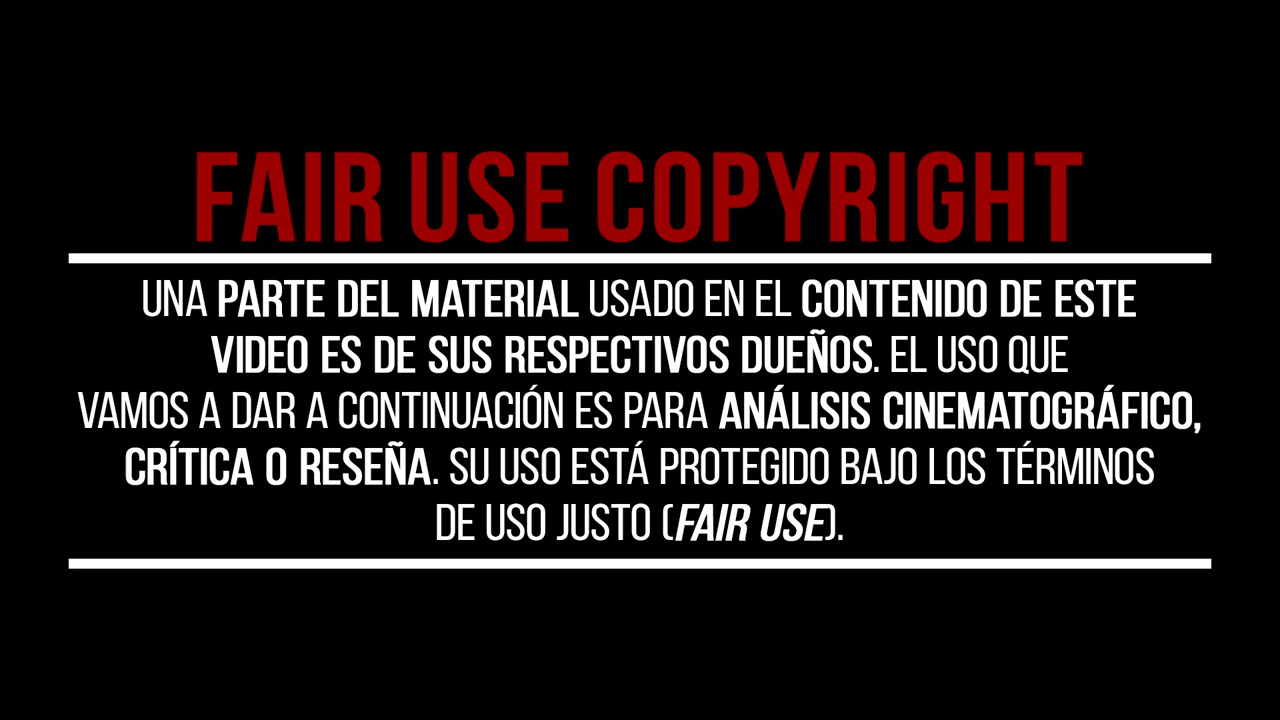 FAIR USE COPYRIGHT
UNA PARTE DEL MATERIAL USADO EN EL CONTENIDO DE ESTE
VIDEO ES DE SUS RESPECTIVOS DUEÑOS. EL USO QUE
VAMOS A DAR A CONTINUACIÓN ES PARA ANÁLISIS CINEMATOGRÁFICO,
CRÍTICA O RESEÑA. SU USO ESTÁ PROTEGIDO BAJO LOS TÉRMINOS
DE USO JUSTO (FAIR USE).